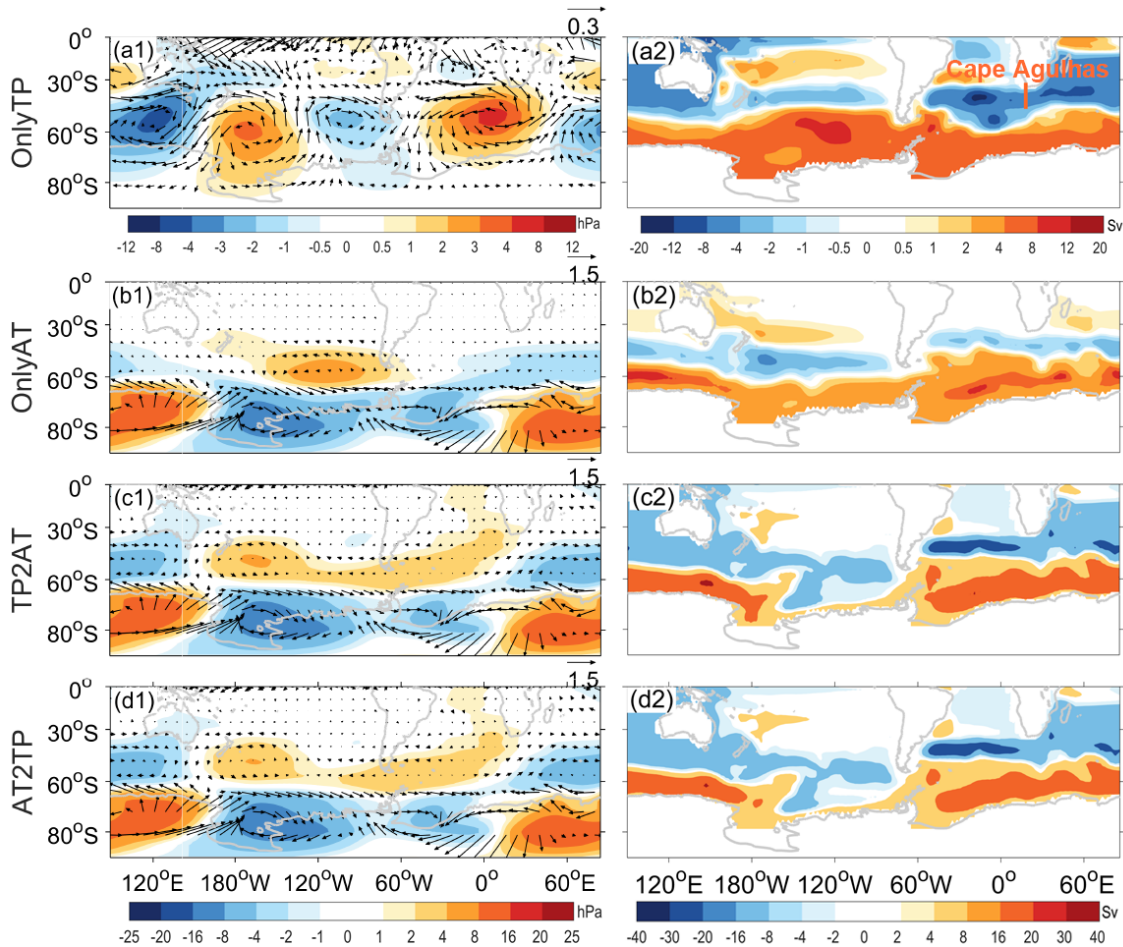 0.3
0° (a1) (a2)
30°S Cape Agulhas
60°S
80°S
OnlyTP
hPa Sv
-12 -8 -4 -2 -1 -0.5 0 0.5 1 2 3 4 8 12
-20 -12 -8 -4 -2 -1 -0.5 0 0.5 1 2 4 8 12 20
1.5
0° (b1) (b2)
30°S
60°S
80°S
OnlyAT
1.5
0° (c1) (c2)
30°S
60°S
80°S
TP2AT
1.5
0° (d1) (d2)
30°S
60°S
80°S
AT2TP
120°E 180°W 120°W 60°W 0° 60°E
120°E 180°W 120°W 60°W 0° 60°E
hPa Sv
-25 -20 -16 -8 -4 -2 -1 0 1 2 4 8 16 20 25
-40 -30 -20 -16 -8 -4 -2 0 2 4 8 16 20 30 40